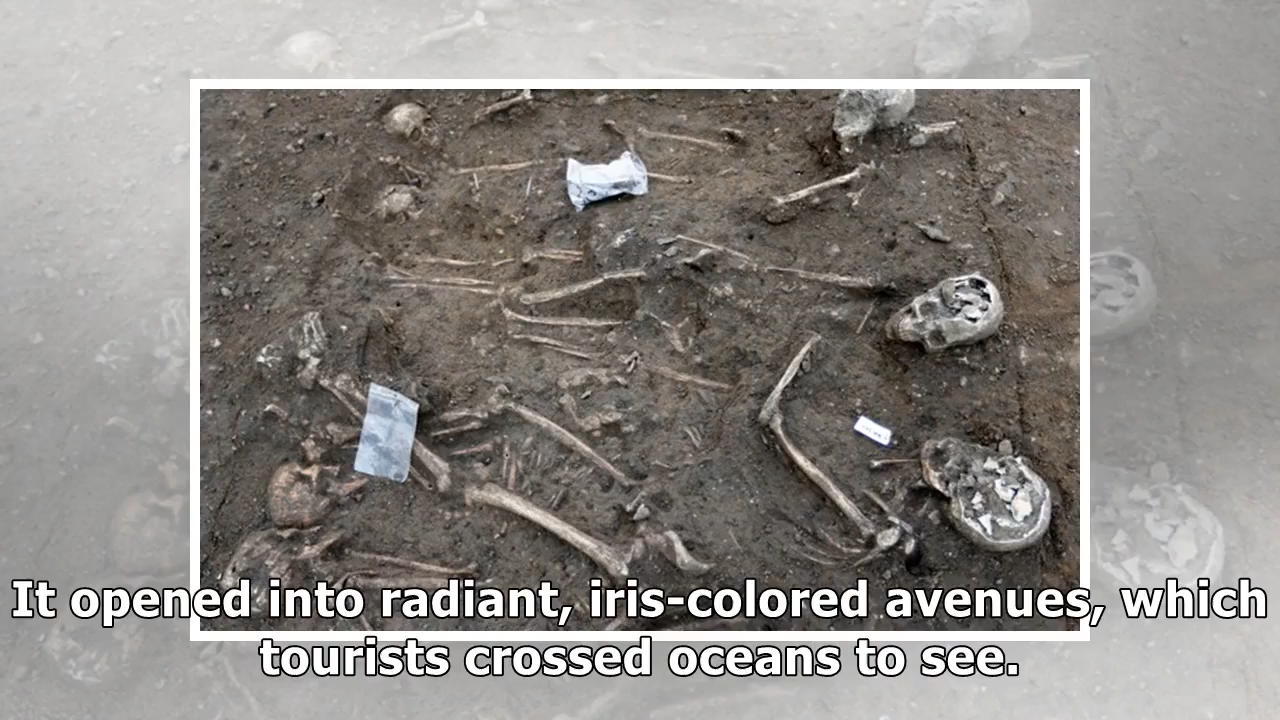 It opened into radiant, iris-colored avenues, which
tourists crossed oceans to see.